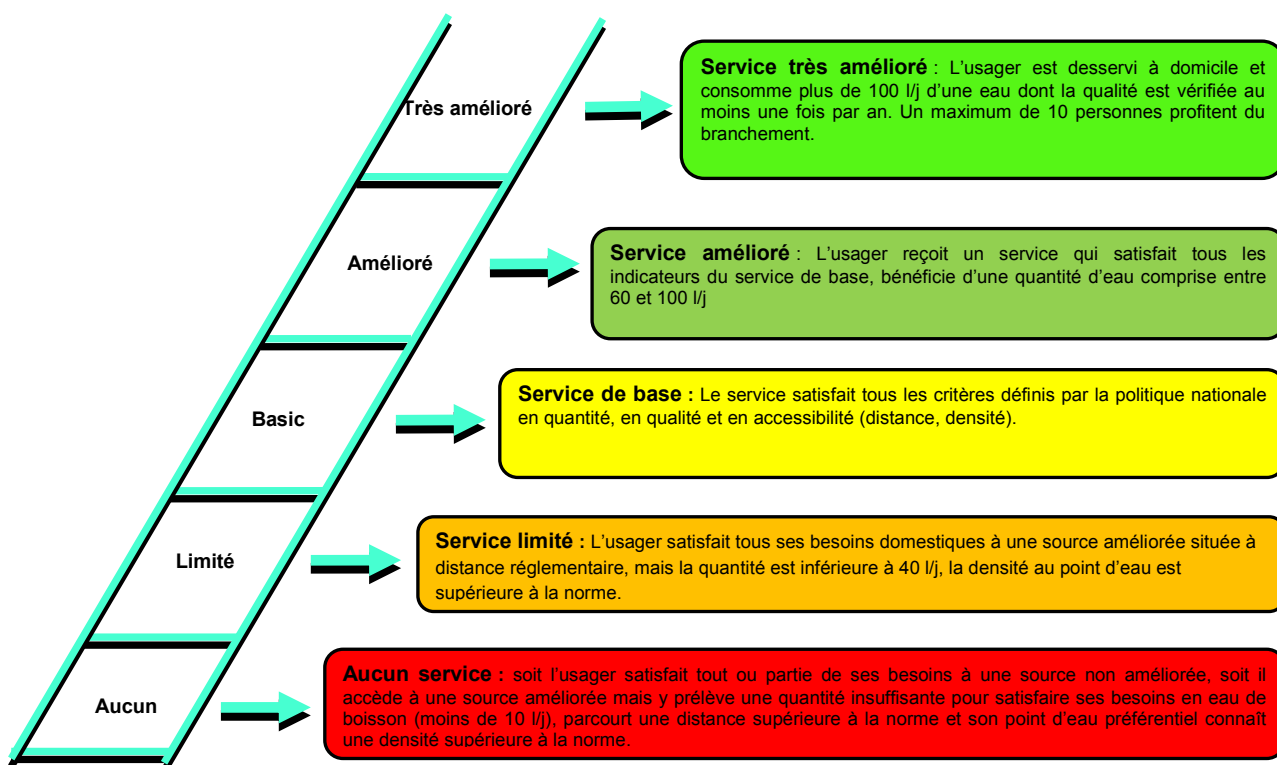 Très amélioré
Service très amélioré : L'usager est desservi à domicile et
consomme plus de 100 l/j d'une eau dont la qualité est vérifiée au
moins une fois par an. Un maximum de 10 personnes profitent du
branchement.
Amélioré
Service amélioré : L'usager reçoit un service qui satisfait tous les
indicateurs du service de base, bénéficie d'une quantité d'eau comprise entre
60 et 100 l/j
Basic
Service de base : Le service satisfait tous les critères définis par la politique nationale
en quantité, en qualité et en accessibilité (distance, densité).
Limité
Service limité : L'usager satisfait tous ses besoins domestiques à une source améliorée située à
distance réglementaire, mais la quantité est inférieure à 40 l/j, la densité au point d'eau est
supérieure à la norme.
Aucun
Aucun service : soit l'usager satisfait tout ou partie de ses besoins à une source non améliorée, soit il
accède à une source améliorée mais y prélève une quantité insuffisante pour satisfaire ses besoins en eau de
boisson (moins de 10 l/j), parcourt une distance supérieure à la norme et son point d'eau préférentiel connaît
une densité supérieure à la norme.